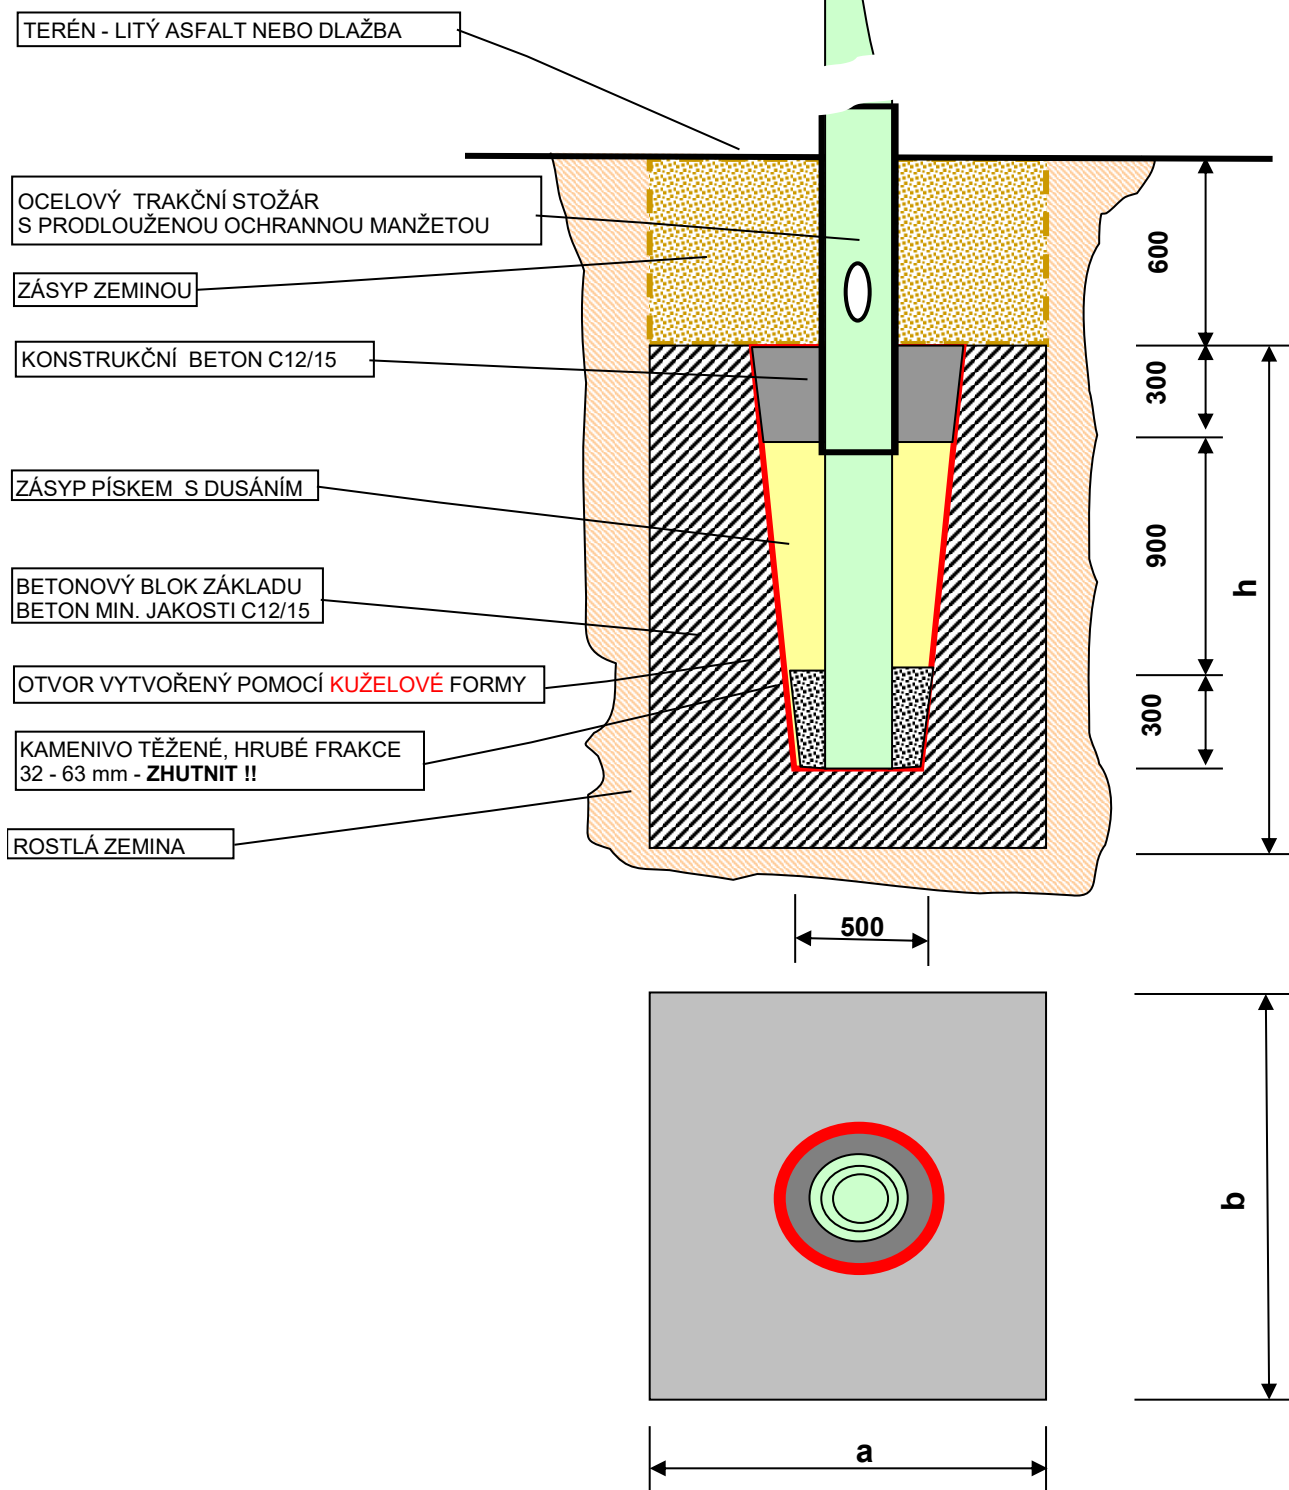 TERÉN - LITÝ ASFALT NEBO DLAŽBA
OCELOVÝ TRAKČNÍ STOŽÁR
S PRODLOUŽENOU OCHRANNOU MANŽETOU
ZÁSYP ZEMINOU
KONSTRUKČNÍ BETON C12/15
ZÁSYP PÍSKEM S DUSÁNÍM
BETONOVÝ BLOK ZÁKLADU
BETON MIN. JAKOSTI C12/15
OTVOR VYTVOŘENÝ POMOCÍ KUŽELOVÉ FORMY
KAMENIVO TĚŽENÉ, HRUBÉ FRAKCE
32 - 63 mm - ZHUTNIT !!
ROSTLÁ ZEMINA
600
300
900
h
300
500
b
a